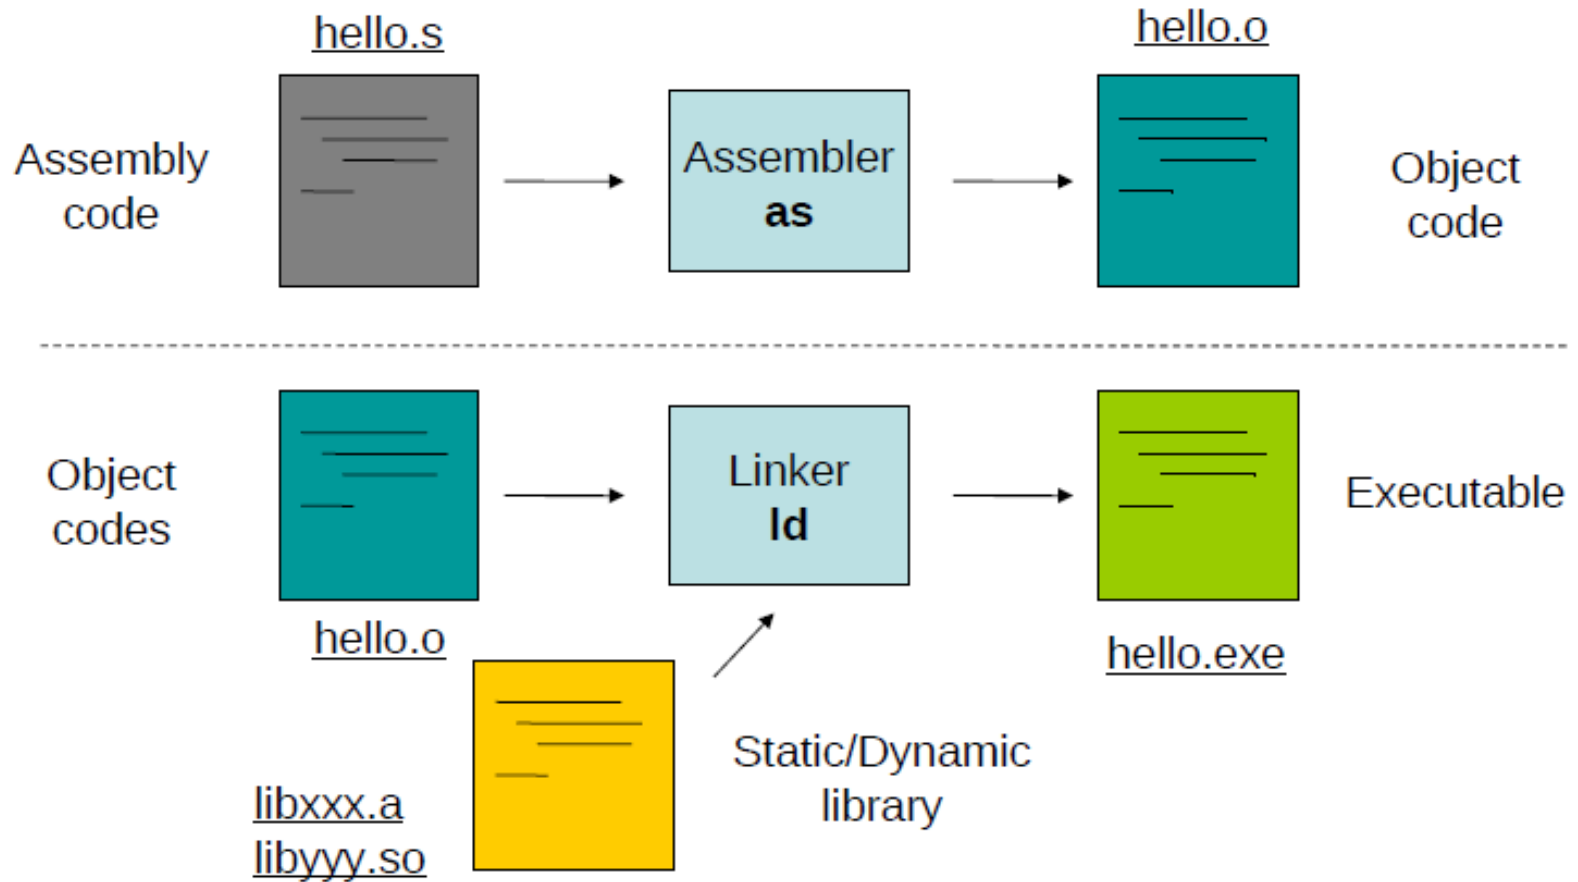 hello.s
hello.o
Assembly
code
Assembler
as
Object
code
Object
codes
Linker
ld
Executable
hello.o
hello.exe
Static/Dynamic
library
libxxx.a
libyyy.so